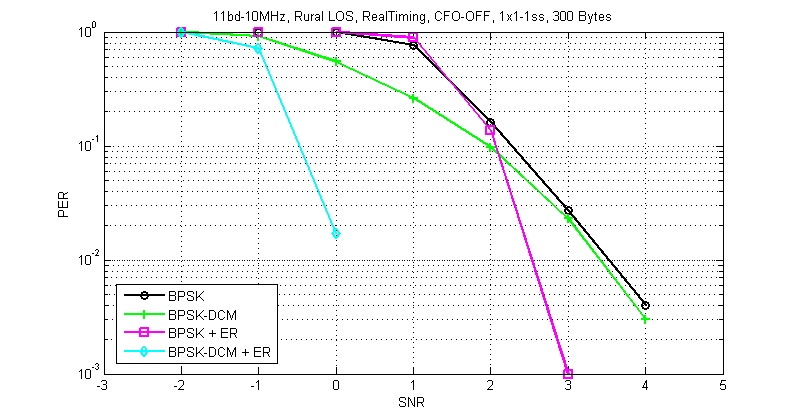 11bd-10MHz, Rural LOS, RealTiming, CFO-OFF, 1x1-1ss, 300 Bytes
10^0
10^-1
10^-2
10^-3
PER
BPSK
BPSK-DCM
BPSK + ER
BPSK-DCM + ER
-3 -2 -1 0 1 2 3 4 5
SNR